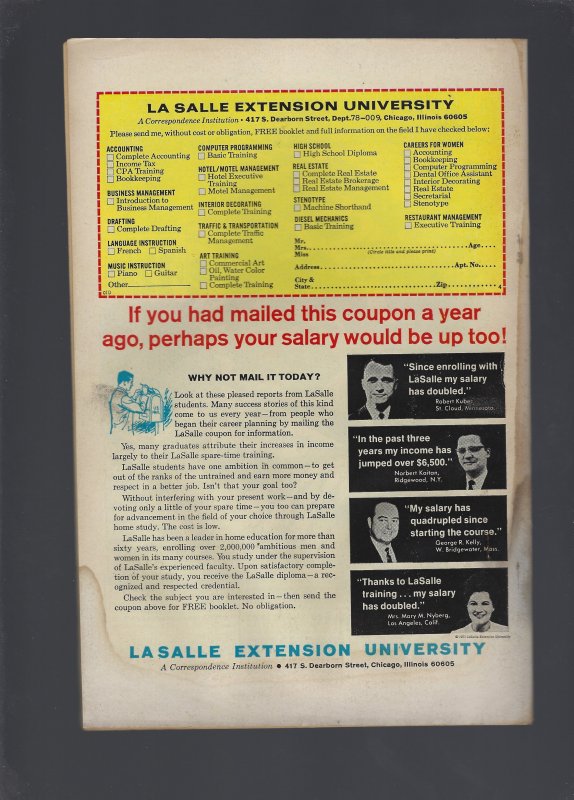 LA SALLE EXTENSION UNIVERSITY
A Correspondence Institution • 417 S. Dearborn Street, Dept. 78-009, Chicago, Illinois 60605
Please send me, without cost or obligation, FREE booklet and full information on the field I have checked below:
ACCOUNTING
Complete Accounting
Income Tax
CPA Training
Bookkeeping
BUSINESS MANAGEMENT
Introduction to
Business Management
DRAFTING
Complete Drafting
LANGUAGE INSTRUCTION
French Spanish
MUSIC INSTRUCTION
Piano Guitar
Other
COMPUTER PROGRAMMING
Basic Training
HOTEL/MOTEL MANAGEMENT
Hotel Executive
Training
Motel Management
INTERIOR DECORATING
Complete Training
TRAFFIC & TRANSPORTATION
Complete Traffic
Management
ART TRAINING
Commercial Art
Oil, Water Color
Painting
Complete Training
HIGH SCHOOL
High School Diploma
REAL ESTATE
Complete Real Estate
Real Estate Brokerage
Real Estate Management
STENOTYPE
Machine Shorthand
DIESEL MECHANICS
Basic Training
CAREERS FOR WOMEN
Accounting
Bookkeeping
Computer Programming
Dental Office Assistant
Interior Decorating
Real Estate
Secretarial
Stenotype
RESTAURANT MANAGEMENT
Executive Training
Mr.
Mrs. Age
Miss (Circle title and please print)
Address Apt. No.
City &
State Zip
4
If you had mailed this coupon a year
ago, perhaps your salary would be up too!
WHY NOT MAIL IT TODAY?
Look at these pleased reports from LaSalle
students. Many success stories of this kind
come to us every year—from people who
began their career planning by mailing the
LaSalle coupon for information.
Yes, many graduates attribute their increases in income
largely to their LaSalle spare-time training.
LaSalle students have one ambition in common—to get
out of the ranks of the untrained and earn more money and
respect in a better job. Isn't that your goal too?
Without interfering with your present work—and by de-
voting only a little of your spare time—you too can prepare
for advancement in the field of your choice through LaSalle
home study. The cost is low.
LaSalle has been a leader in home education for more than
sixty years, enrolling over 2,000,000 ambitious men and
women in its many courses. You study under the supervision
of LaSalle's experienced faculty. Upon satisfactory comple-
tion of your study, you receive the LaSalle diploma—a rec-
ognized and respected credential.
Check the subject you are interested in—then send the
coupon above for FREE booklet. No obligation.
"Since enrolling with
LaSalle my salary
has doubled."
Robert Kuber
St. Cloud, Minnesota.
"In the past three
years my income has
jumped over $6,500."
Norbert Kaitan,
Ridgewood, N.Y.
"My salary has
quadrupled since
starting the course."
George R. Kelly,
W. Bridgewater, Mass.
"Thanks to LaSalle
training . . . my salary
has doubled."
Mrs. Mary M. Nyberg,
Los Angeles, Calif.
LA SALLE EXTENSION UNIVERSITY
A Correspondence Institution • 417 S. Dearborn Street, Chicago, Illinois 60605